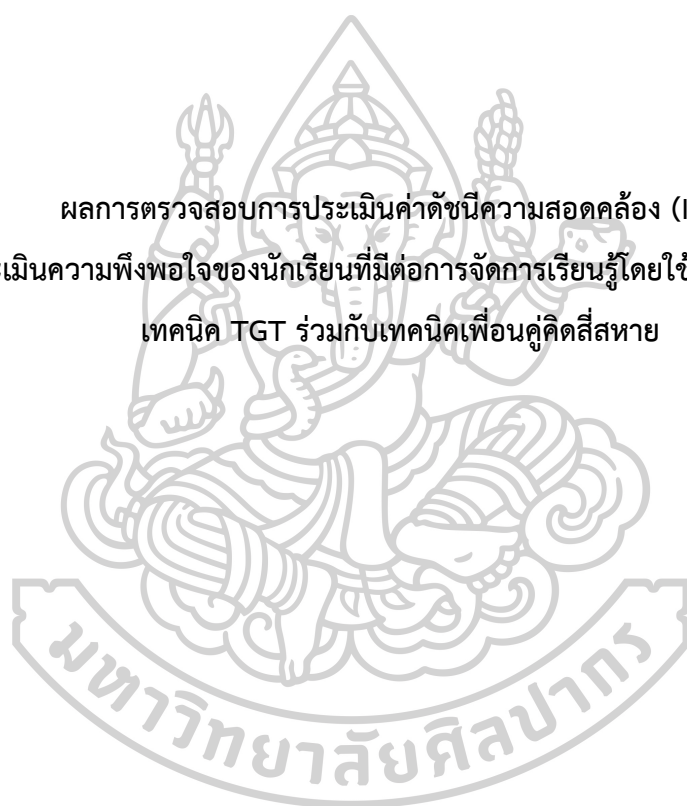 ผลการตรวจสอบการประเมินค่าดัชนีความสอดคล้อง (I
เมินความพึงพอใจของนักเรียนที่มีต่อการจัดการเรียนรู้โดยใช้
เทคนิค TGT ร่วมกับเทคนิคเพื่อนคู่คิดสี่สหาย
มหาวิทยาลัยศิลปากร